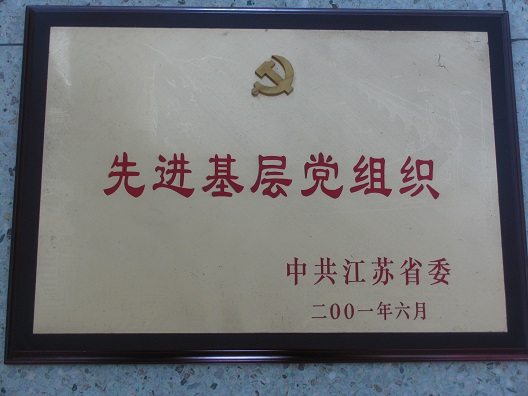 先进基层党组织
中共江苏省委
二00一年六月